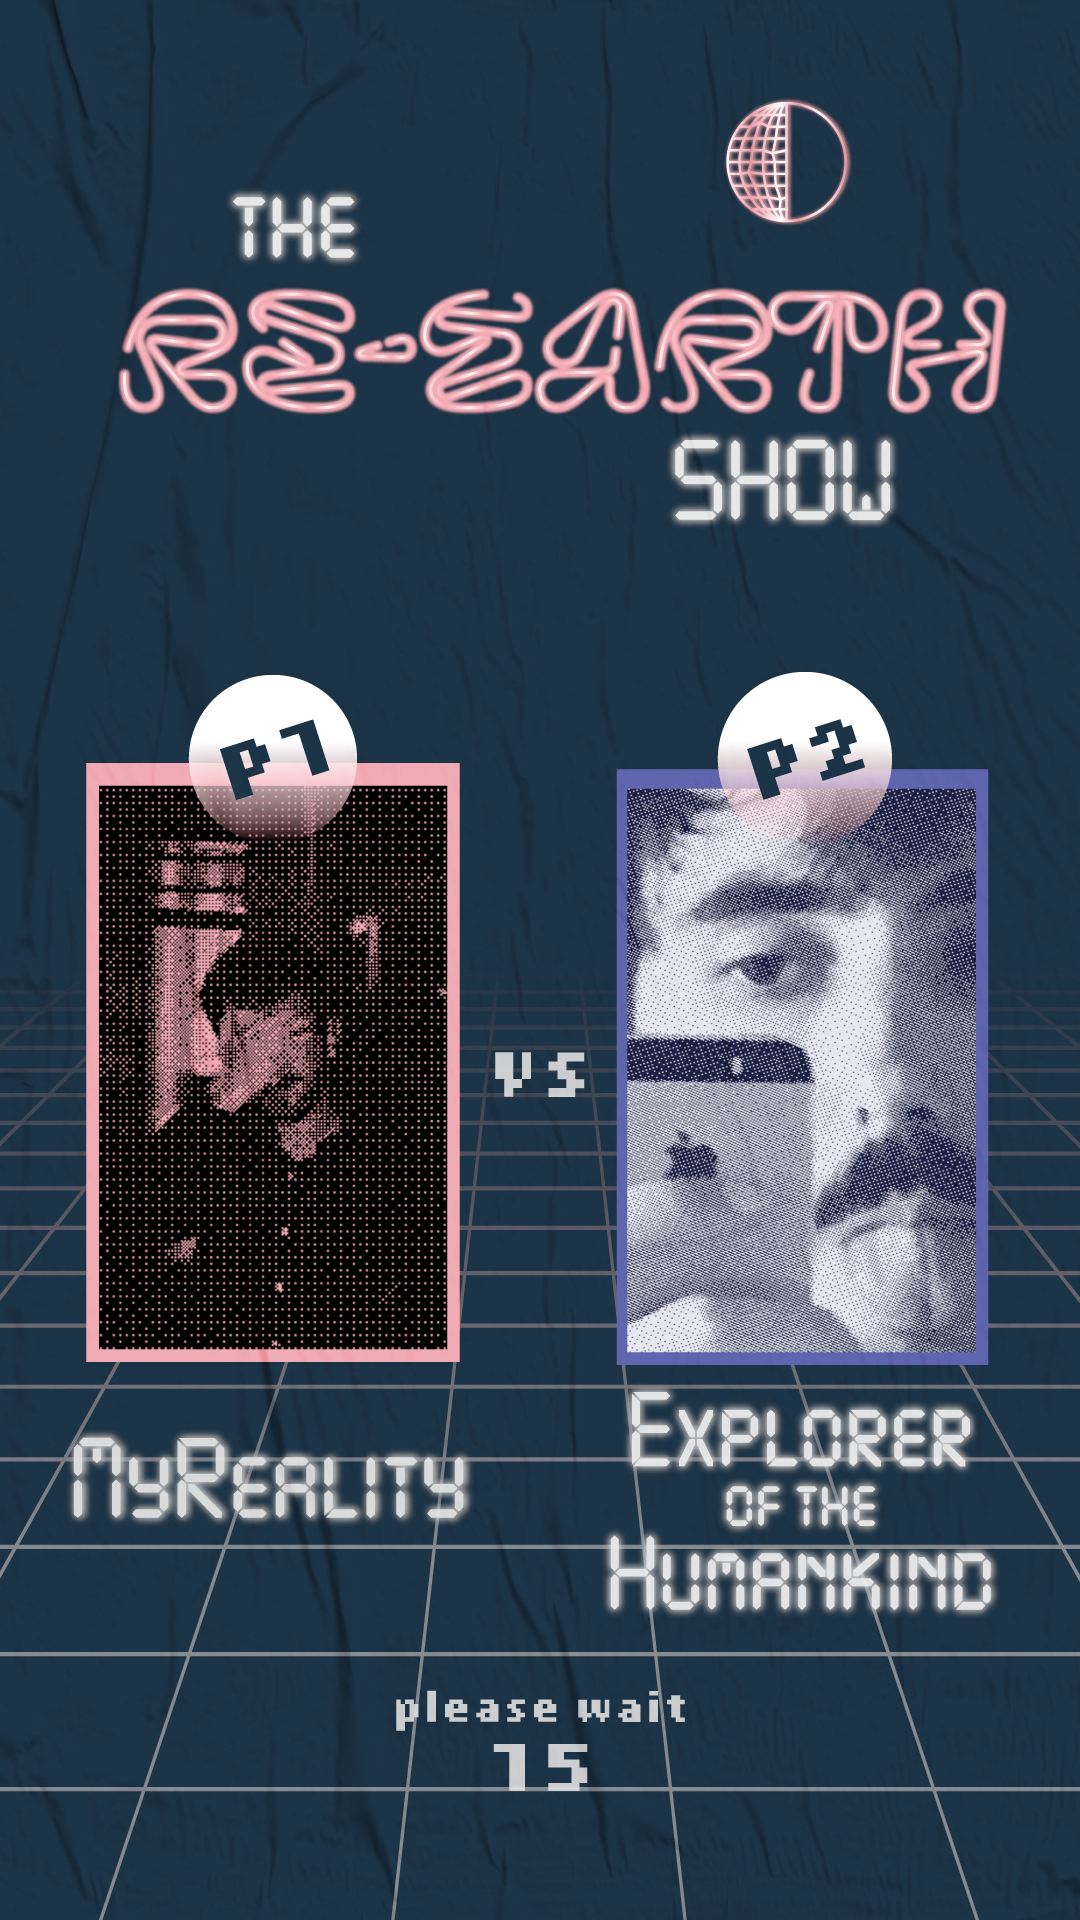 THE
RE-EARTH
SHOW
p1
p2
vs
MyReality
Explorer
of the
Humankind
please wait
15